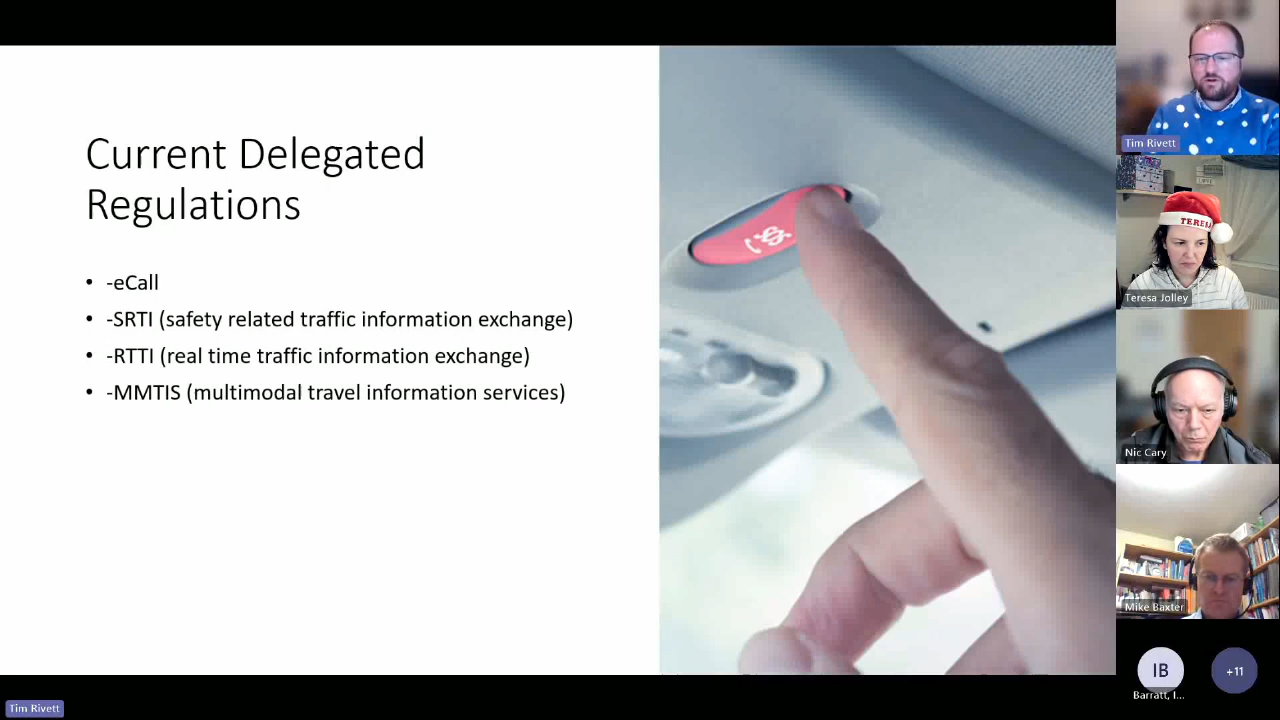 Current Delegated
Regulations
• -eCall
• -SRTI (safety related traffic information exchange)
• -RTTI (real time traffic information exchange)
• -MMTIS (multimodal travel information services)
Tim Rivett
TERESA
Teresa Jolley
Nic Cary
Mike Baxter
IB
+11
Barratt, I...
Tim Rivett